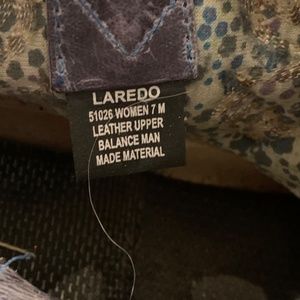 LAREDO
51026 WOMEN 7 M
LEATHER UPPER
BALANCE MAN
MADE MATERIAL